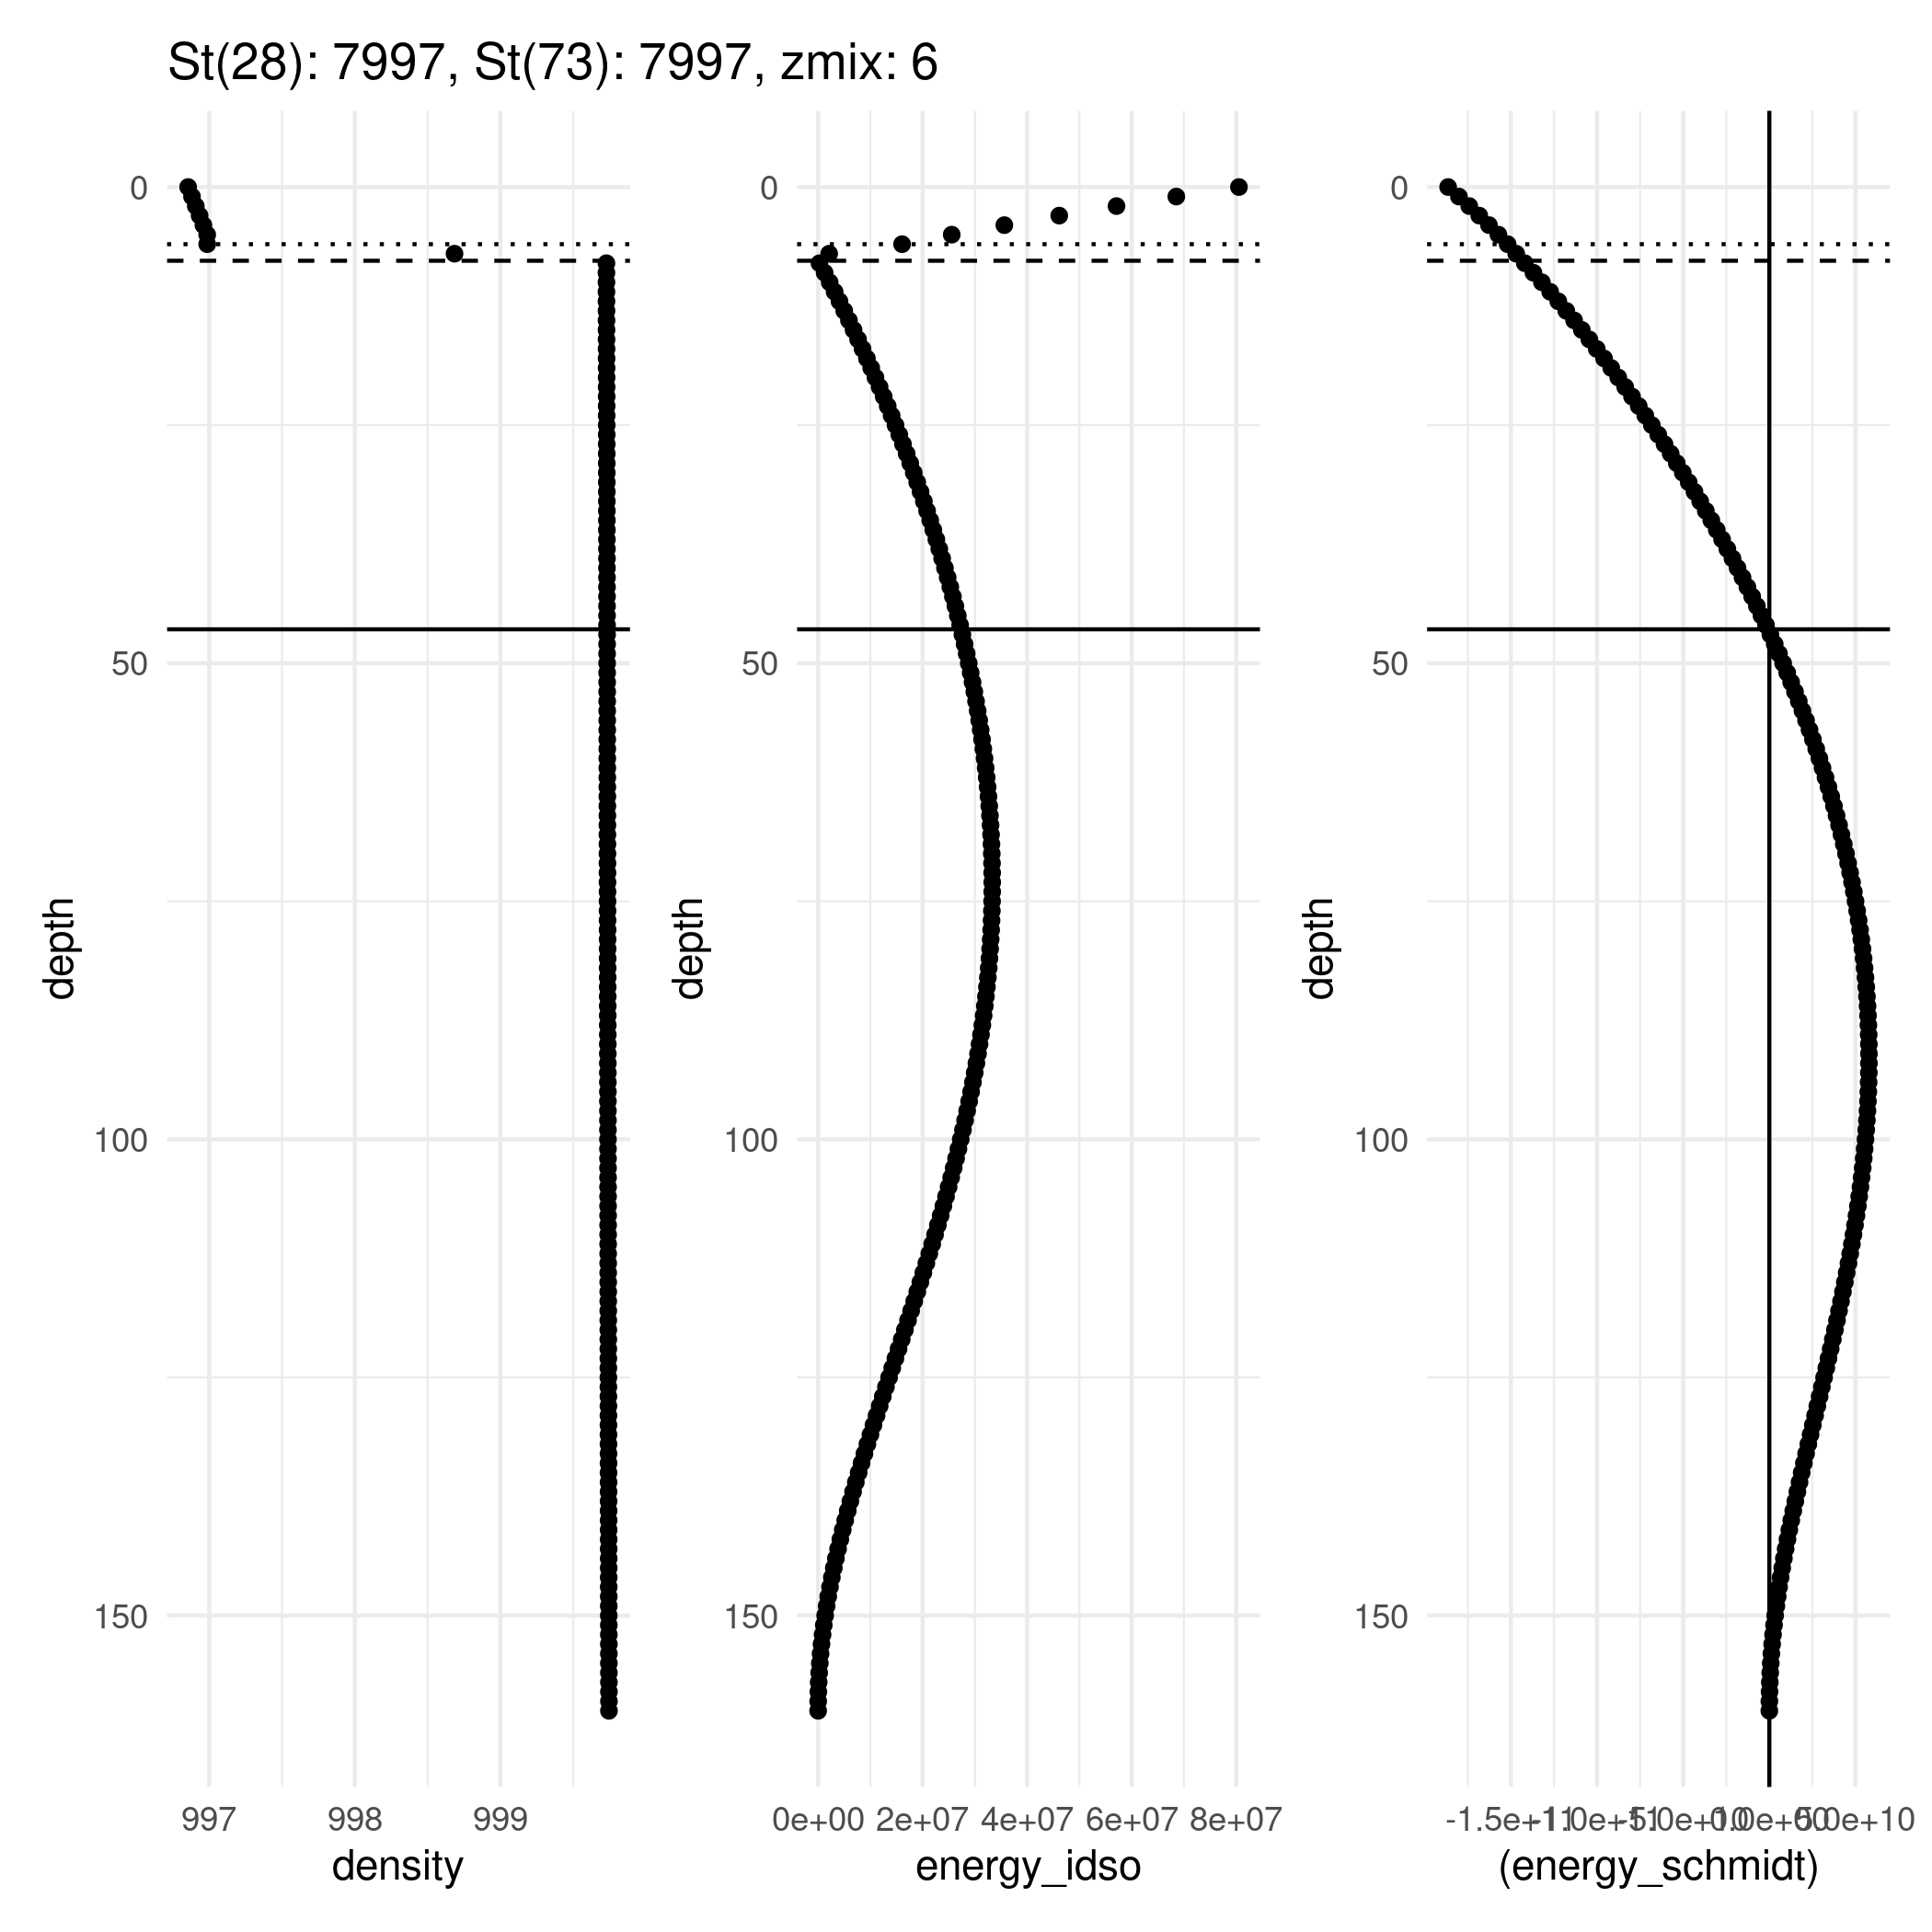 St(28): 7997, St(73): 7997, zmix: 6
0
50
100
150
depth
997 998 999
density
0
50
100
150
depth
0e+00 2e+07 4e+07 6e+07 8e+07
energy_idso
0
50
100
150
depth
(energy_schmidt)